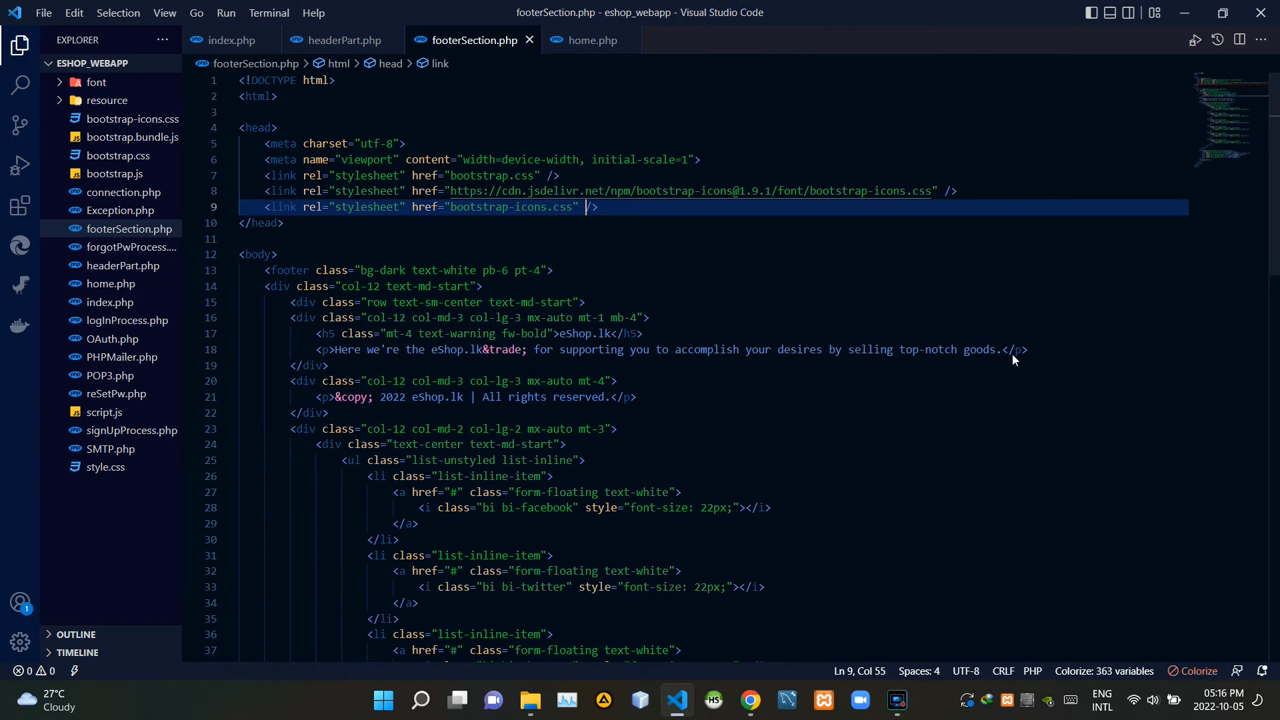 File Edit Selection View Go Run Terminal Help footerSection.php - eshop_webapp - Visual Studio Code
EXPLORER
index.php headerPart.php footerSection.php home.php
ESHOP_WEBAPP
footerSection.php > html > head > link
font
resource
bootstrap-icons.css
bootstrap.bundle.js
bootstrap.css
bootstrap.js
connection.php
Exception.php
footerSection.php
forgotPwProcess....
headerPart.php
home.php
index.php
logInProcess.php
OAuth.php
PHPMailer.php
POP3.php
reSetPw.php
script.js
signUpProcess.php
SMTP.php
style.css
OUTLINE
TIMELINE
1 <!DOCTYPE html>
2 <html>
3
4 <head>
5 <meta charset="utf-8">
6 <meta name="viewport" content="width=device-width, initial-scale=1">
7 <link rel="stylesheet" href="bootstrap.css" />
8 <link rel="stylesheet" href="https://cdn.jsdelivr.net/npm/bootstrap-icons@1.9.1/font/bootstrap-icons.css" />
9 <link rel="stylesheet" href="bootstrap-icons.css" />
10 </head>
11
12 <body>
13 <footer class="bg-dark text-white pb-6 pt-4">
14 <div class="col-12 text-md-start">
15 <div class="row text-sm-center text-md-start">
16 <div class="col-12 col-md-3 col-lg-3 mx-auto mt-1 mb-4">
17 <h5 class="mt-4 text-warning fw-bold">eShop.lk</h5>
18 <p>Here we're the eShop.lk&trade; for supporting you to accomplish your desires by selling top-notch goods.</p>
19 </div>
20 <div class="col-12 col-md-3 col-lg-3 mx-auto mt-4">
21 <p>&copy; 2022 eShop.lk | All rights reserved.</p>
22 </div>
23 <div class="col-12 col-md-2 col-lg-2 mx-auto mt-3">
24 <div class="text-center text-md-start">
25 <ul class="list-unstyled list-inline">
26 <li class="list-inline-item">
27 <a href="#" class="form-floating text-white">
28 <i class="bi bi-facebook" style="font-size: 22px;"></i>
29 </a>
30 </li>
31 <li class="list-inline-item">
32 <a href="#" class="form-floating text-white">
33 <i class="bi bi-twitter" style="font-size: 22px;"></i>
34 </a>
35 </li>
36 <li class="list-inline-item">
37 <a href="#" class="form-floating text-white">
0 0 Ln 9, Col 55 Spaces: 4 UTF-8 CRLF PHP Colorize: 363 variables Colorize
27°C
Cloudy
ENG
INTL
05:16 PM
2022-10-05